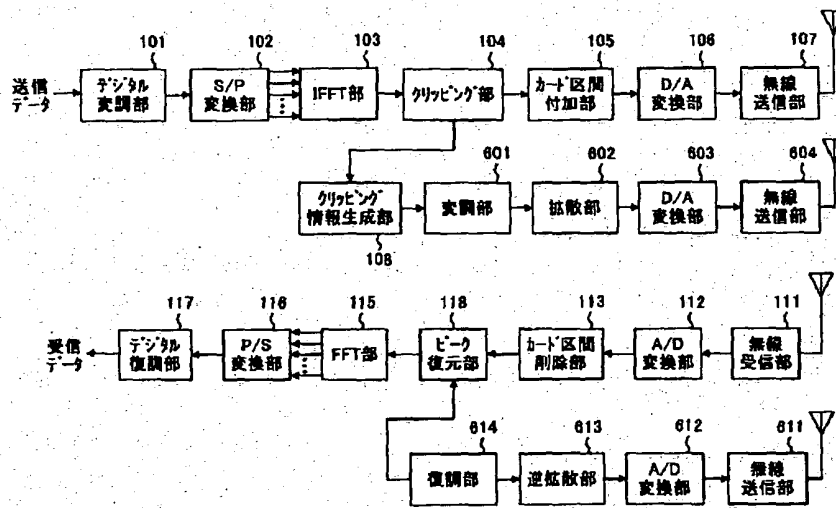 101 102 103 104 105 106 107
送信
データ
デジタル
変調部
S/P
変換部
IFFT部
クリッピング部
カード区間
付加部
D/A
変換部
無線
送信部
601 602 603 604
クリッピング
情報生成部
変調部
拡散部
D/A
変換部
無線
送信部
108
117 116 115 118 113 112 111
受信
データ
デジタル
復調部
P/S
変換部
FFT部
ピーク
復元部
カード区間
削除部
A/D
変換部
無線
受信部
614 613 612 611
復調部
逆拡散部
A/D
変換部
無線
送信部